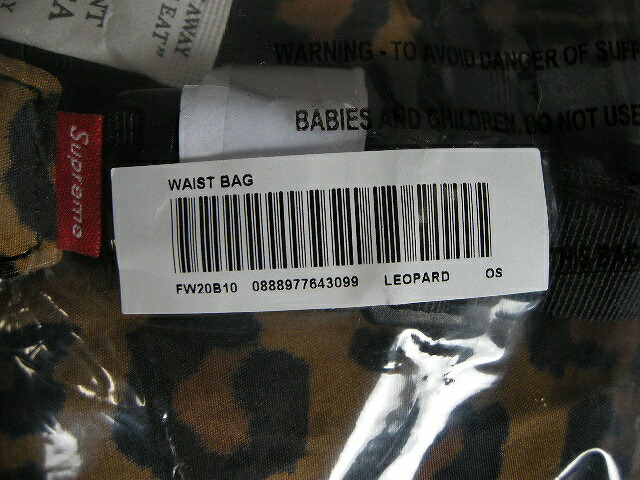 AWAY
EAT"
WARNING - TO AVOID DANGER OF SUFF
BABIES AND CHILDREN. DO NOT USE
Supreme
WAIST BAG
FW20B10 0888977643099 LEOPARD OS